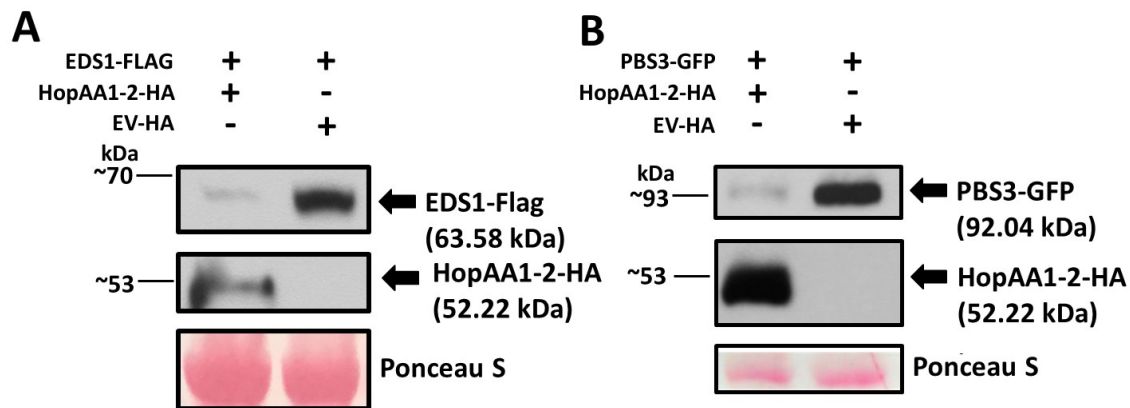 A
EDS1-FLAG + +
HopAA1-2-HA + -
EV-HA - +
kDa
~70
EDS1-Flag
(63.58 kDa)
~53
HopAA1-2-HA
(52.22 kDa)
Ponceau S
B
PBS3-GFP + +
HopAA1-2-HA + -
EV-HA - +
kDa
~93
PBS3-GFP
(92.04 kDa)
~53
HopAA1-2-HA
(52.22 kDa)
Ponceau S